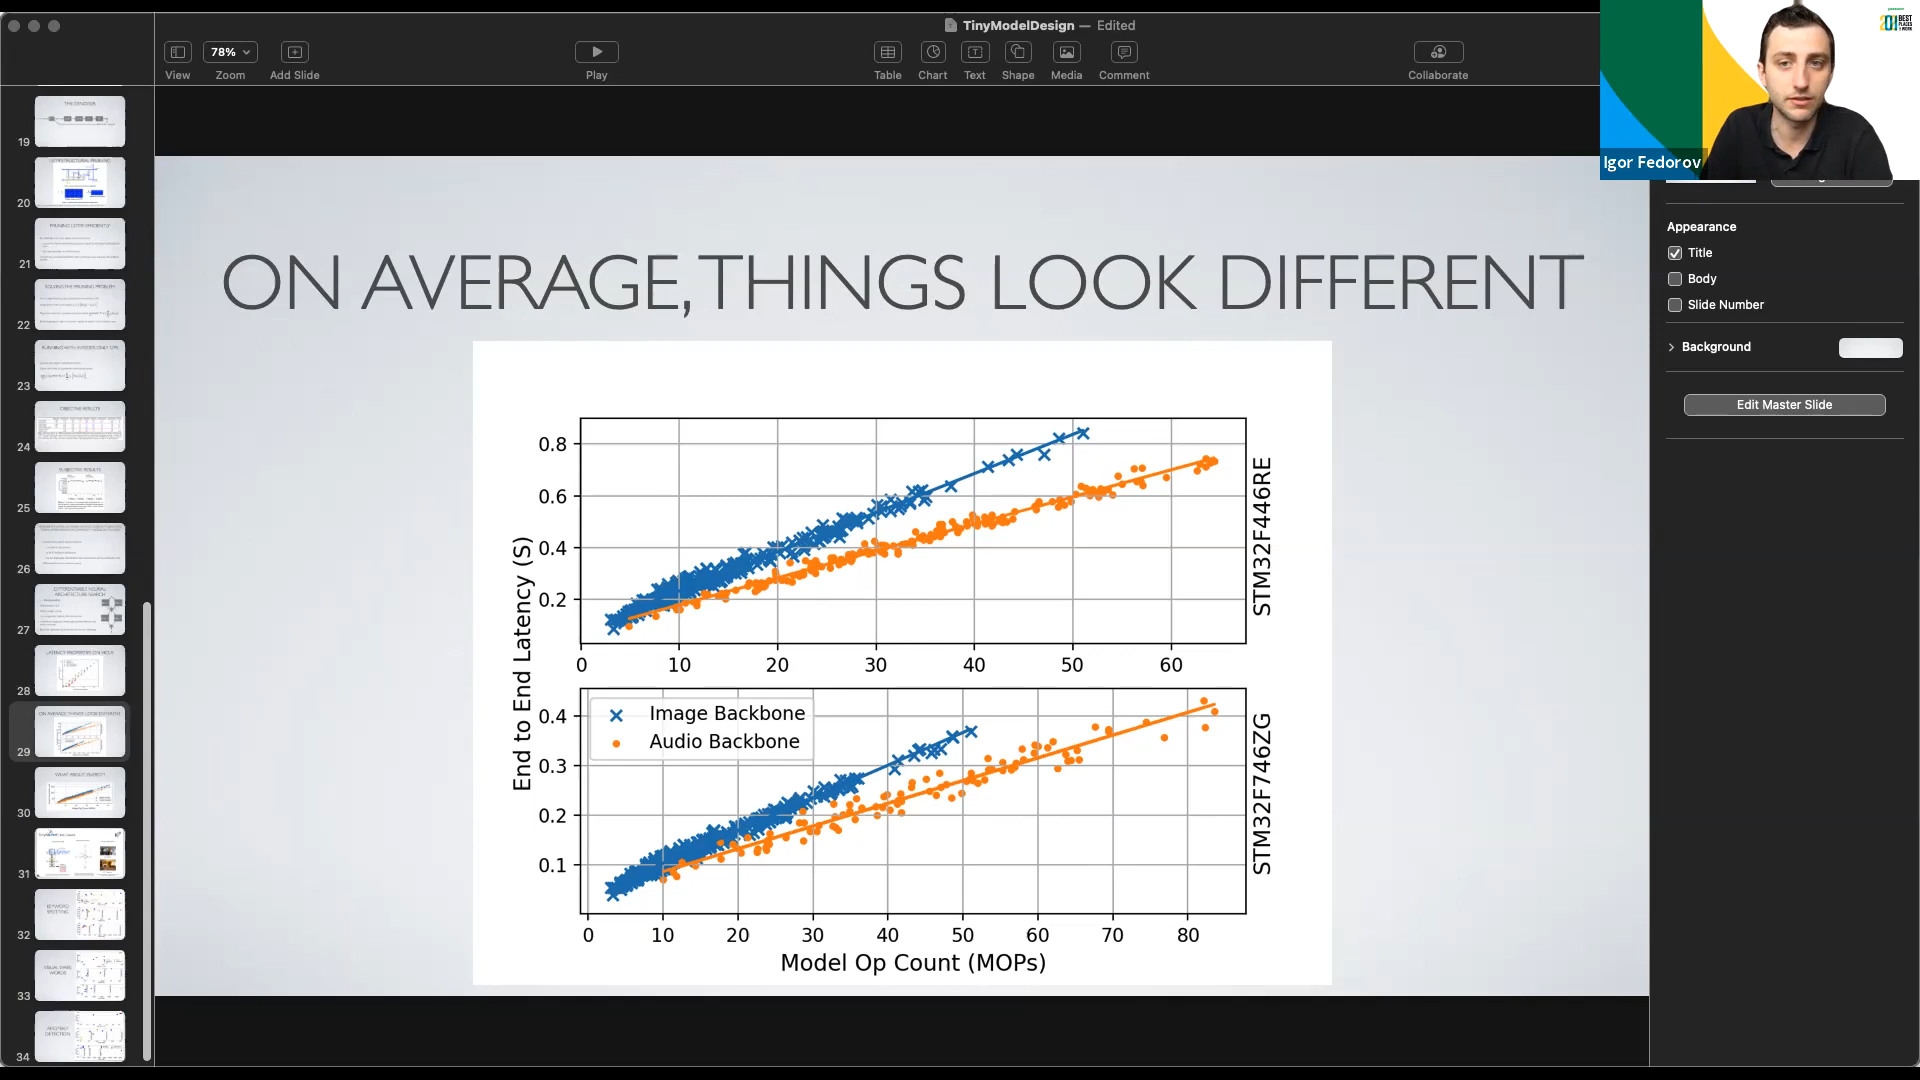 TinyModelDesign — Edited
78%
View
Zoom
Add Slide
Play
Table
Chart
Text
Shape
Media
Comment
Collaborate
Igor Fedorov
BEST
Appearance
Title
Body
Slide Number
Background
Edit Master Slide
19
20
21
22
23
24
25
26
27
28
29
30
31
32
33
34
ON AVERAGE, THINGS LOOK DIFFERENT
End to End Latency (S)
0.8
0.6
0.4
0.2
0 10 20 30 40 50 60
STM32F446RE
Image Backbone
Audio Backbone
0.4
0.3
0.2
0.1
0 10 20 30 40 50 60 70 80
STM32F746ZG
Model Op Count (MOPs)